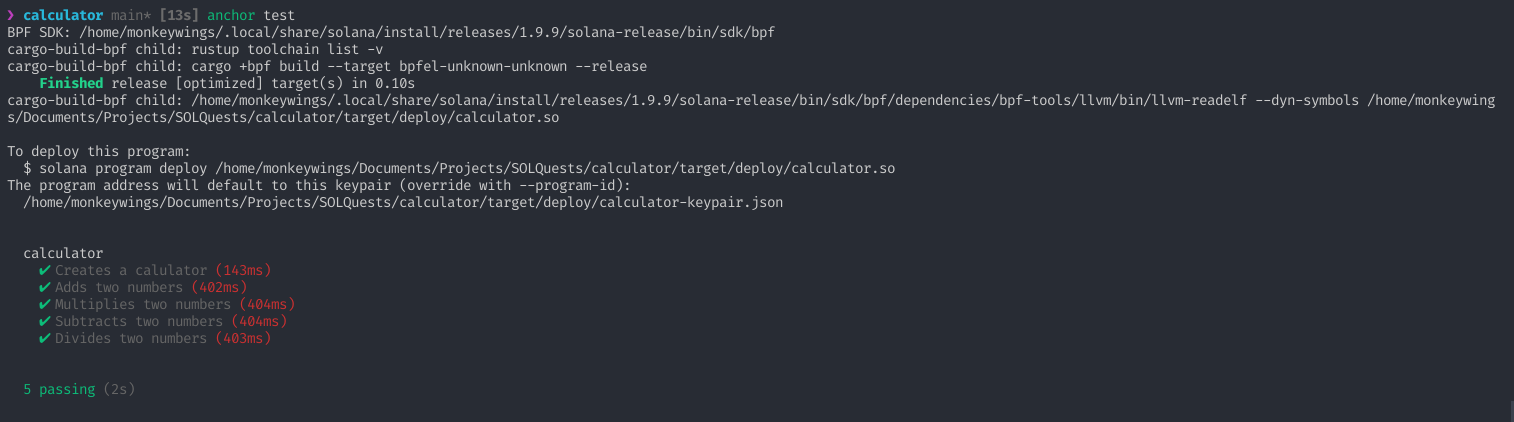 ❯ calculator main* [13s] anchor test
BPF SDK: /home/monkeywings/.local/share/solana/install/releases/1.9.9/solana-release/bin/sdk/bpf
cargo-build-bpf child: rustup toolchain list -v
cargo-build-bpf child: cargo +bpf build --target bpfel-unknown-unknown --release
    Finished release [optimized] target(s) in 0.10s
cargo-build-bpf child: /home/monkeywings/.local/share/solana/install/releases/1.9.9/solana-release/bin/sdk/bpf/dependencies/bpf-tools/llvm/bin/llvm-readelf --dyn-symbols /home/monkeywing
s/Documents/Projects/SOLQuests/calculator/target/deploy/calculator.so

To deploy this program:
  $ solana program deploy /home/monkeywings/Documents/Projects/SOLQuests/calculator/target/deploy/calculator.so
The program address will default to this keypair (override with --program-id):
  /home/monkeywings/Documents/Projects/SOLQuests/calculator/target/deploy/calculator-keypair.json

  calculator
    ✔ Creates a calulator (143ms)
    ✔ Adds two numbers (402ms)
    ✔ Multiplies two numbers (404ms)
    ✔ Subtracts two numbers (404ms)
    ✔ Divides two numbers (403ms)

  5 passing (2s)